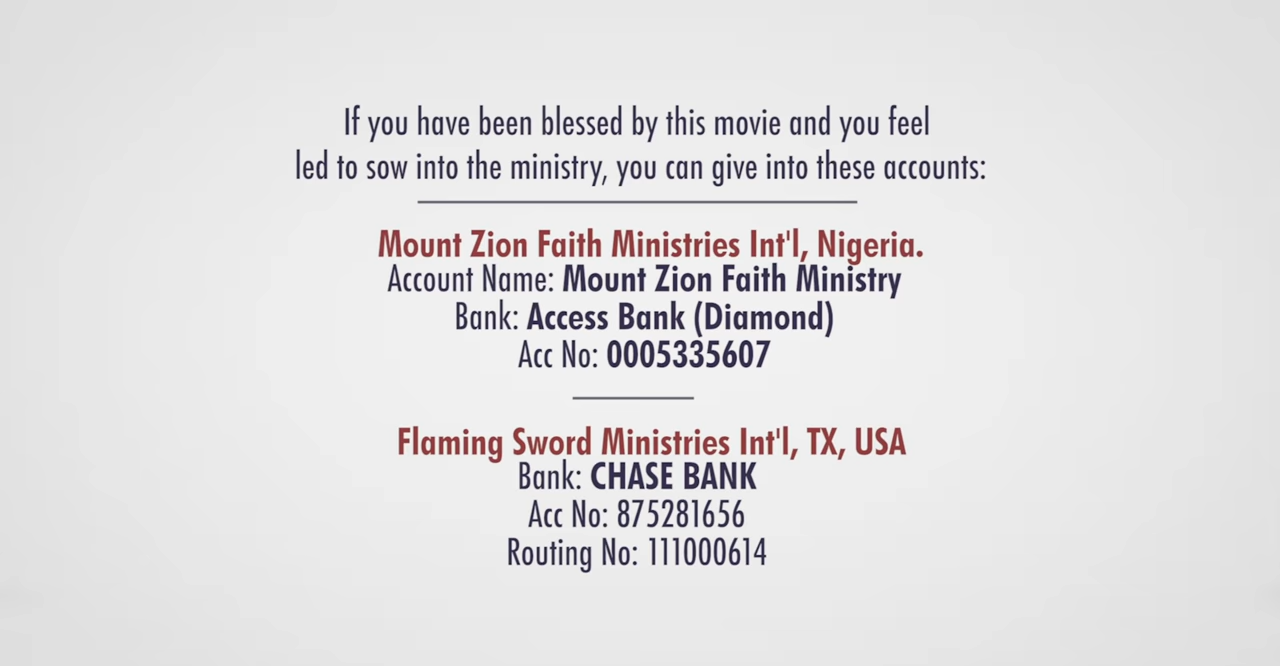 If you have been blessed by this movie and you feel
led to sow into the ministry, you can give into these accounts:
Mount Zion Faith Ministries Int'l, Nigeria.
Account Name: Mount Zion Faith Ministry
Bank: Access Bank (Diamond)
Acc No: 0005335607
Flaming Sword Ministries Int'l, TX, USA
Bank: CHASE BANK
Acc No: 875281656
Routing No: 111000614